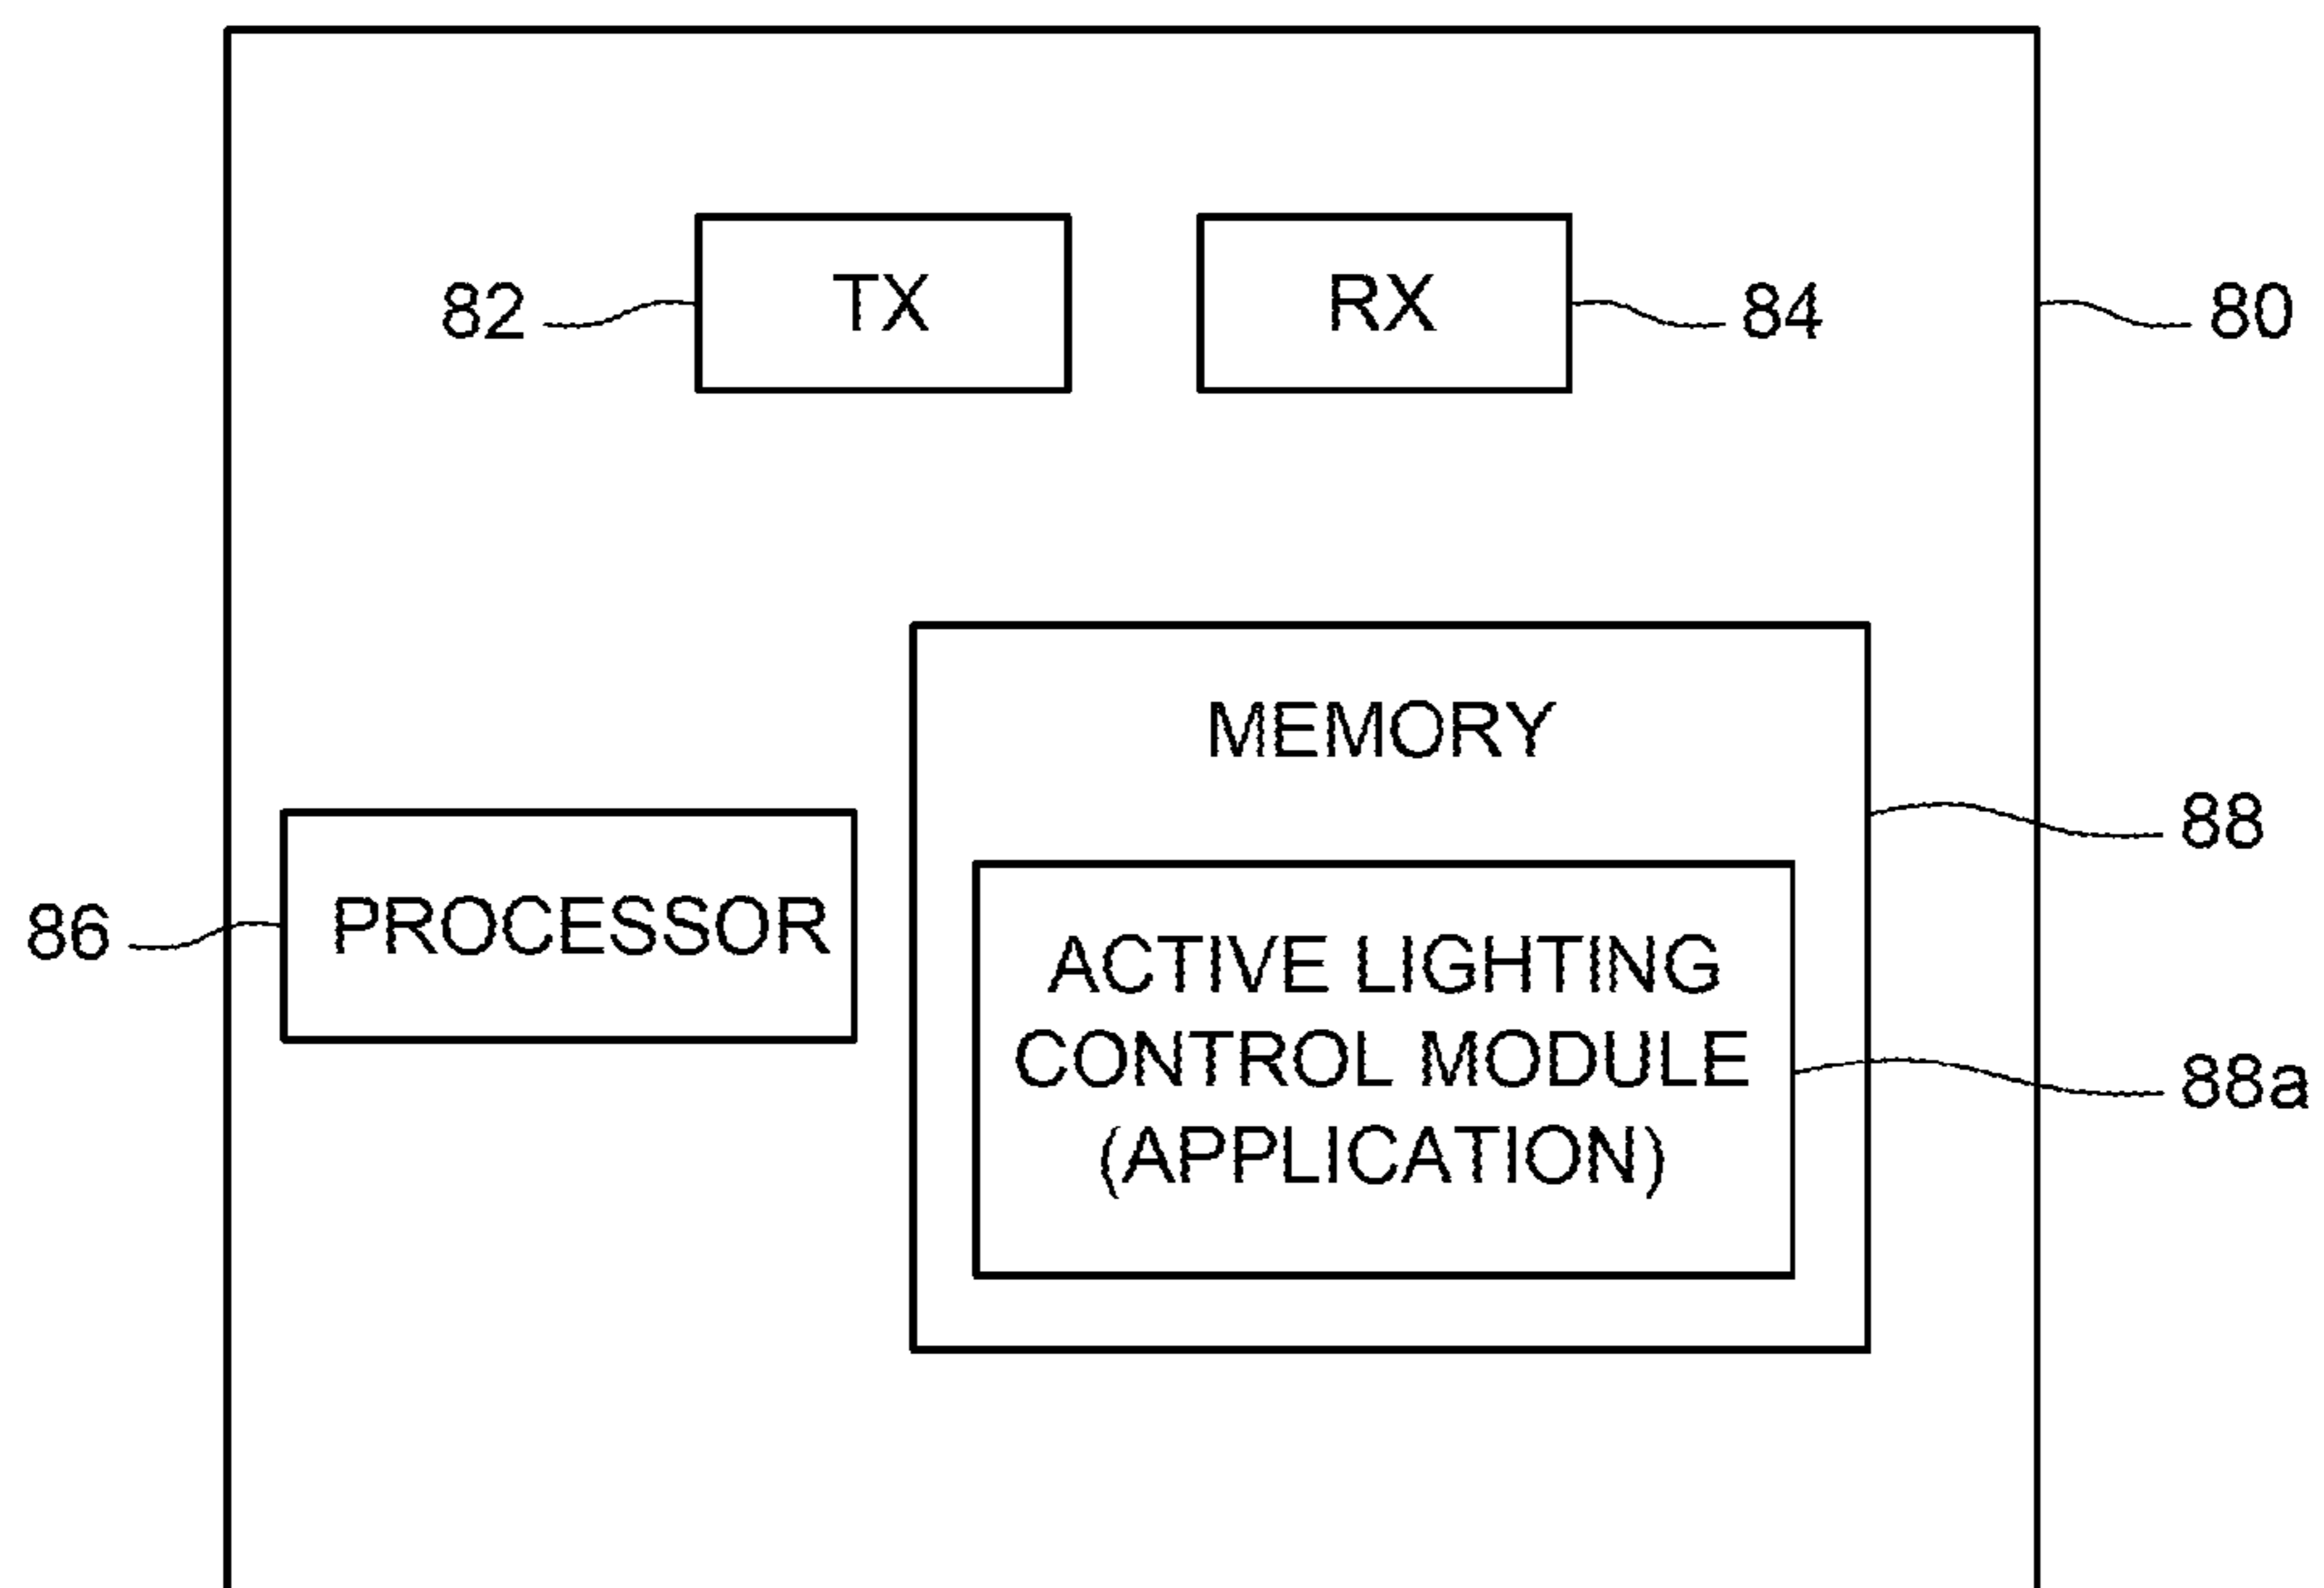 82
TX
RX
84
80
MEMORY
88
86
PROCESSOR
ACTIVE LIGHTING
CONTROL MODULE
(APPLICATION)
88a